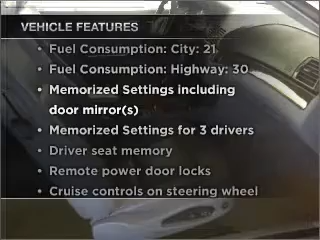 VEHICLE FEATURES
• Fuel Consumption: City: 21
• Fuel Consumption: Highway: 30
• Memorized Settings including
door mirror(s)
• Memorized Settings for 3 drivers
• Driver seat memory
• Remote power door locks
• Cruise controls on steering wheel